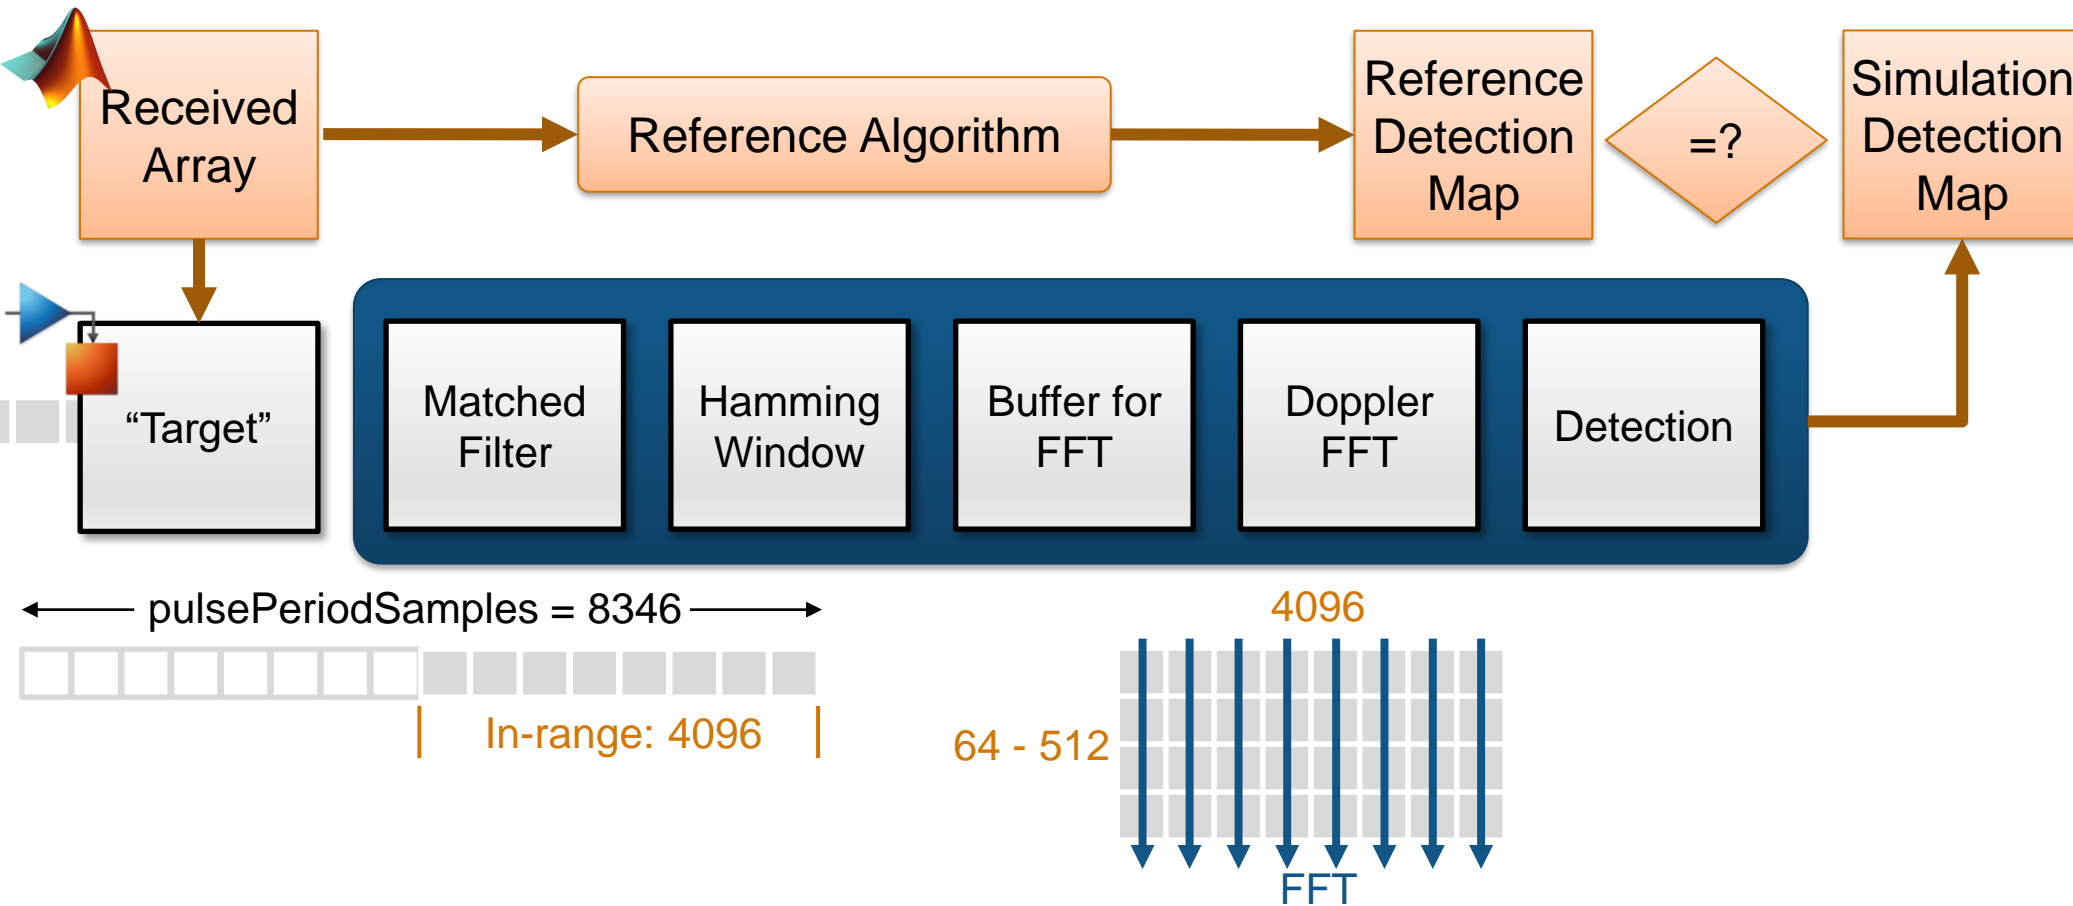 Received
Array
Reference Algorithm
Reference
Detection
Map
=?
Simulation
Detection
Map
“Target”
Matched
Filter
Hamming
Window
Buffer for
FFT
Doppler
FFT
Detection
pulsePeriodSamples = 8346
In-range: 4096
4096
64 - 512
FFT